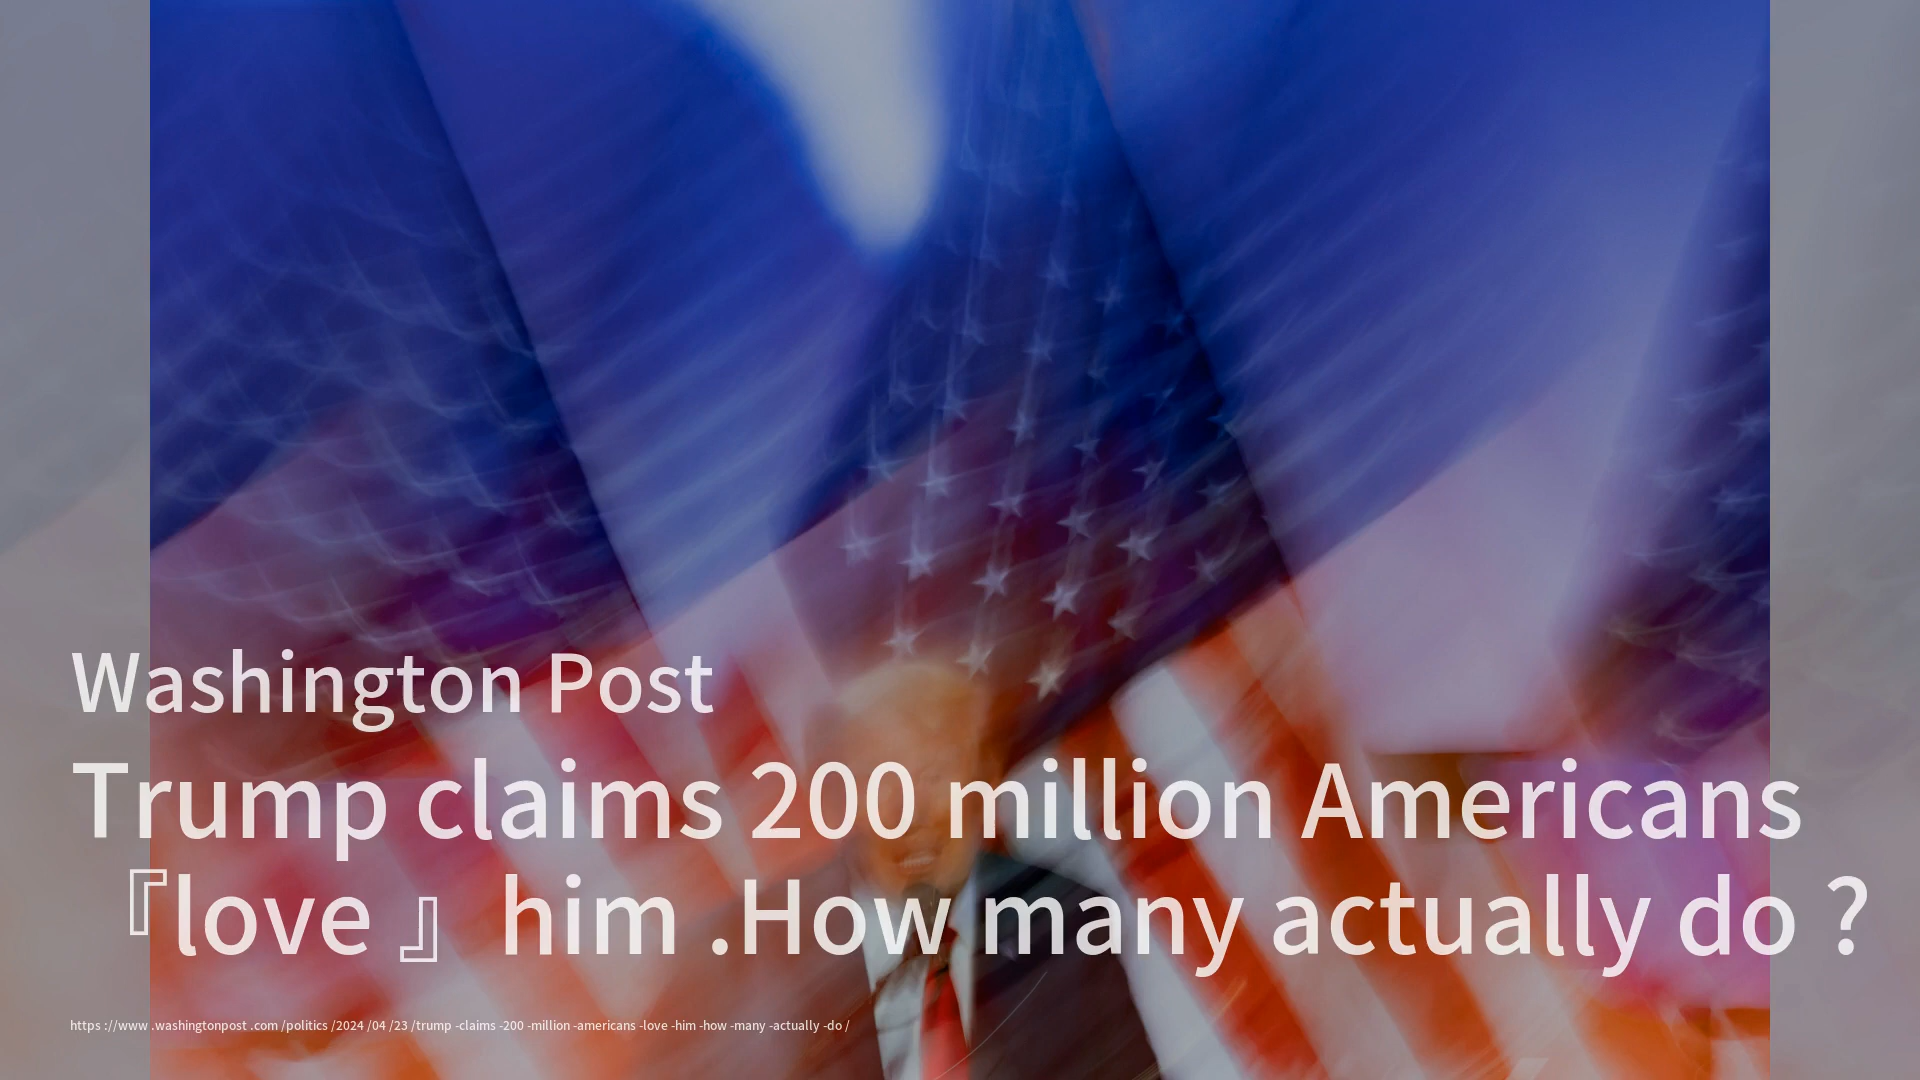 Washington Post
Trump claims 200 million Americans
『love 』 him .How many actually do ?
https ://www .washingtonpost .com /politics /2024 /04 /23 /trump -claims -200 -million -americans -love -him -how -many -actually -do /